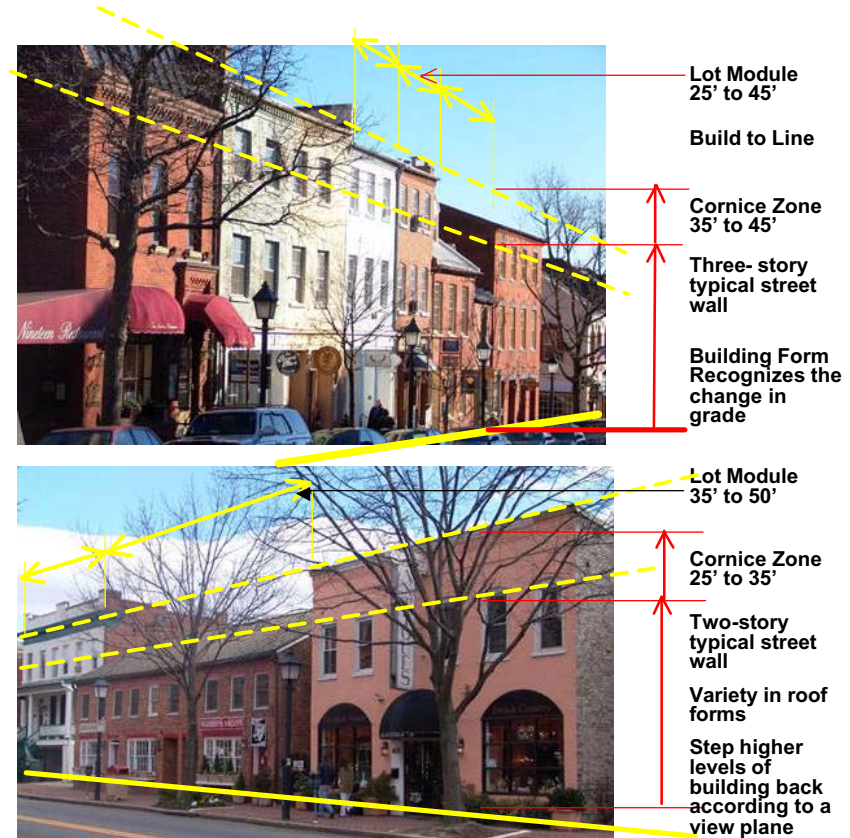 Lot Module
25’ to 45’
Build to Line
Cornice Zone
35’ to 45’
Three- story
typical street
wall
Building Form
Recognizes the
change in
grade
Nineteen Restaurant
Lot Module
35’ to 50’
Cornice Zone
25’ to 35’
Two-story
typical street
wall
Variety in roof
forms
Step higher
levels of
building back
according to a
view plane